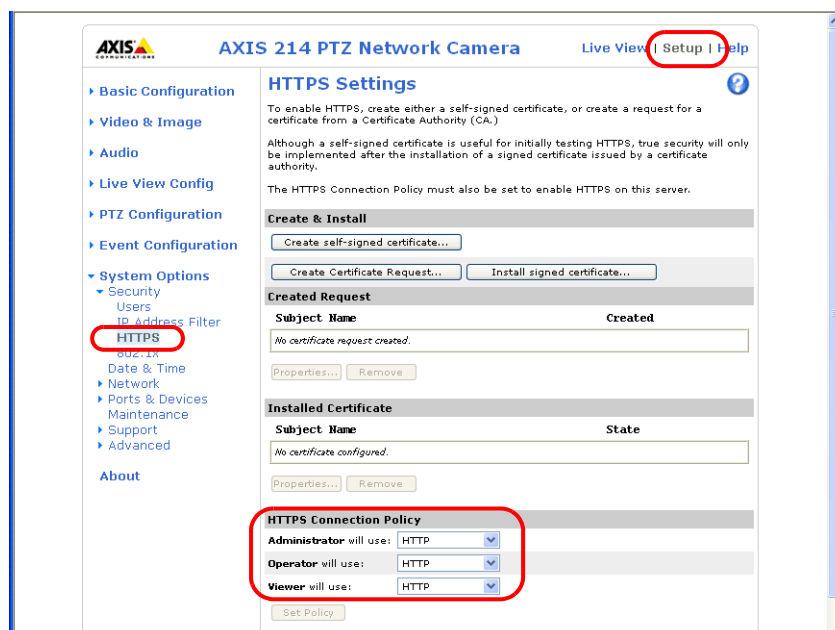 AXIS
COMMUNICATIONS
AXIS 214 PTZ Network Camera
Live View | Setup | Help
Basic Configuration
Video & Image
Audio
Live View Config
PTZ Configuration
Event Configuration
System Options
Security
Users
IP Address Filter
HTTPS
802.1x
Date & Time
Network
Ports & Devices
Maintenance
Support
Advanced
About
HTTPS Settings
?
To enable HTTPS, create either a self-signed certificate, or create a request for a
certificate from a Certificate Authority (CA.)
Although a self-signed certificate is useful for initially testing HTTPS, true security will only
be implemented after the installation of a signed certificate issued by a certificate
authority.
The HTTPS Connection Policy must also be set to enable HTTPS on this server.
Create & Install
Create self-signed certificate...
Create Certificate Request... Install signed certificate...
Created Request
Subject Name Created
No certificate request created.
Properties... Remove
Installed Certificate
Subject Name State
No certificate configured.
Properties... Remove
HTTPS Connection Policy
Administrator will use: HTTP
Operator will use: HTTP
Viewer will use: HTTP
Set Policy